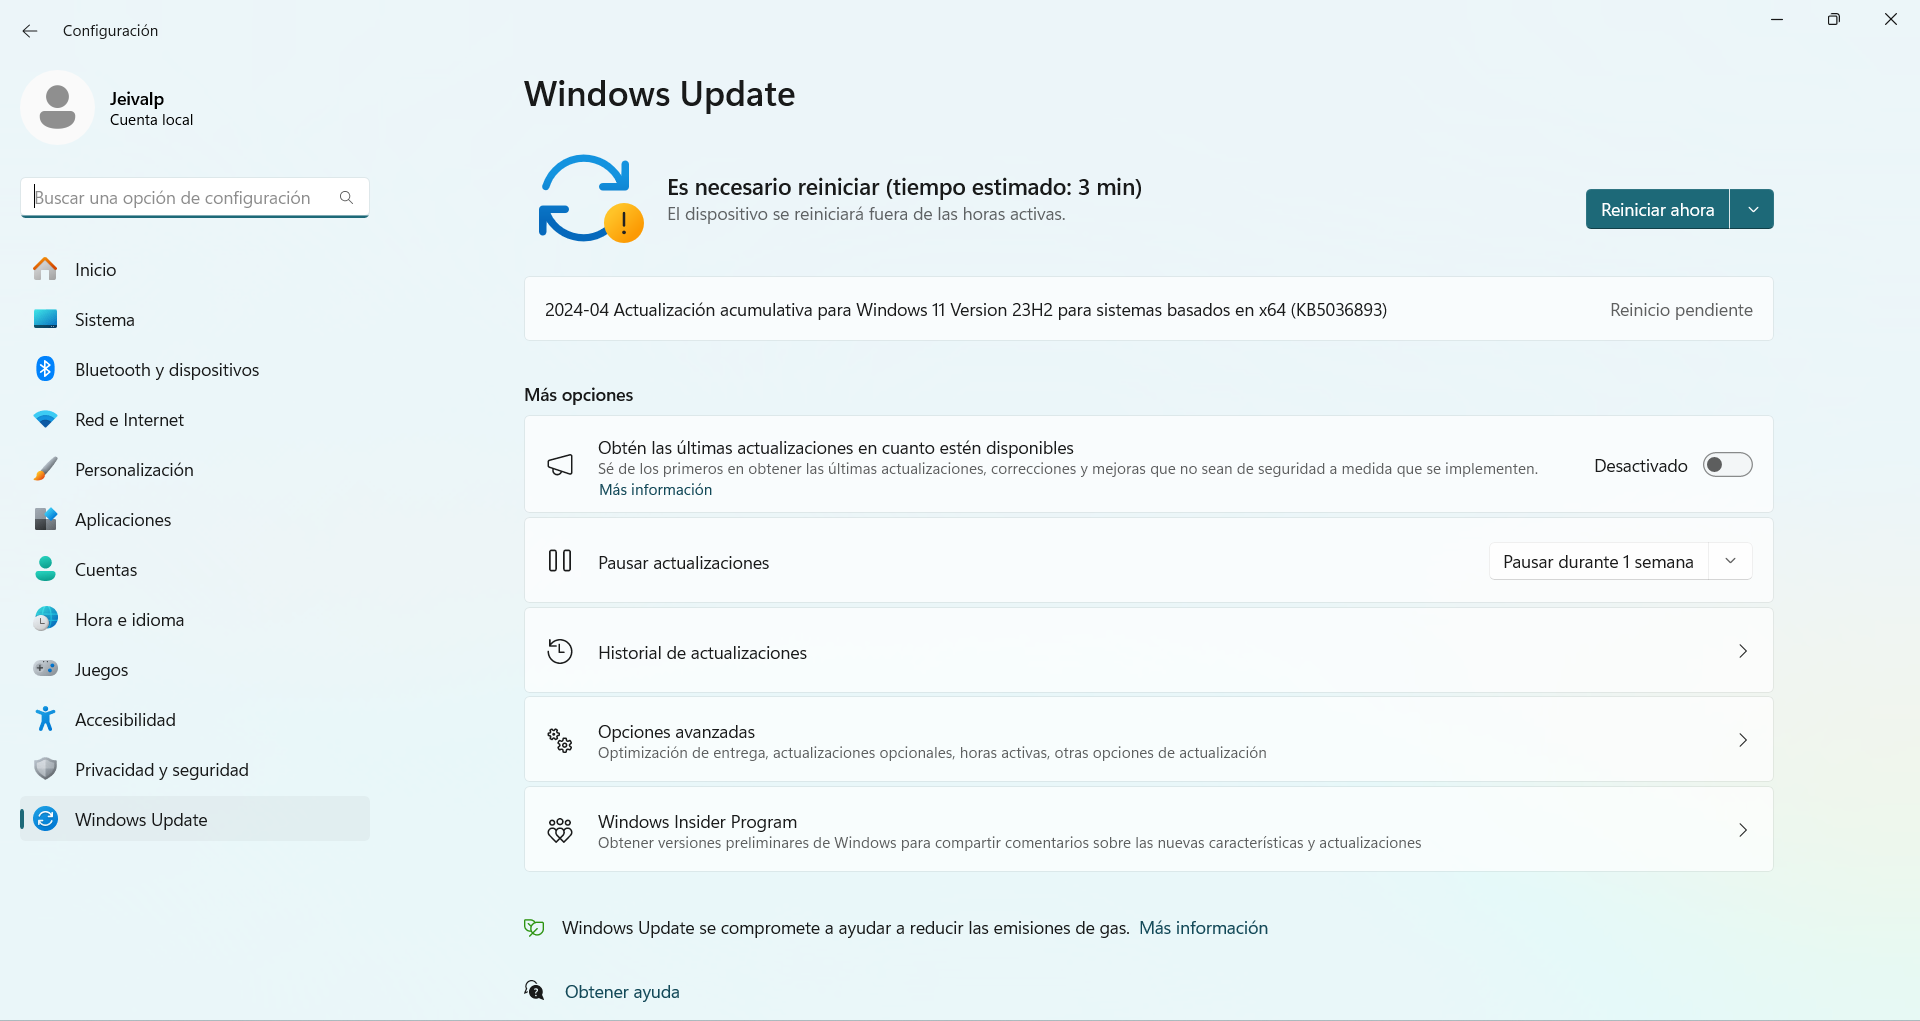 Configuración
Jeivalp
Cuenta local
Buscar una opción de configuración
Inicio
Sistema
Bluetooth y dispositivos
Red e Internet
Personalización
Aplicaciones
Cuentas
Hora e idioma
Juegos
Accesibilidad
Privacidad y seguridad
Windows Update
Windows Update
Es necesario reiniciar (tiempo estimado: 3 min)
El dispositivo se reiniciará fuera de las horas activas.
Reiniciar ahora
2024-04 Actualización acumulativa para Windows 11 Version 23H2 para sistemas basados en x64 (KB5036893)
Reinicio pendiente
Más opciones
Obtén las últimas actualizaciones en cuanto estén disponibles
Sé de los primeros en obtener las últimas actualizaciones, correcciones y mejoras que no sean de seguridad a medida que se implementen.
Más información
Desactivado
Pausar actualizaciones
Pausar durante 1 semana
Historial de actualizaciones
Opciones avanzadas
Optimización de entrega, actualizaciones opcionales, horas activas, otras opciones de actualización
Windows Insider Program
Obtener versiones preliminares de Windows para compartir comentarios sobre las nuevas características y actualizaciones
Windows Update se compromete a ayudar a reducir las emisiones de gas. Más información
Obtener ayuda